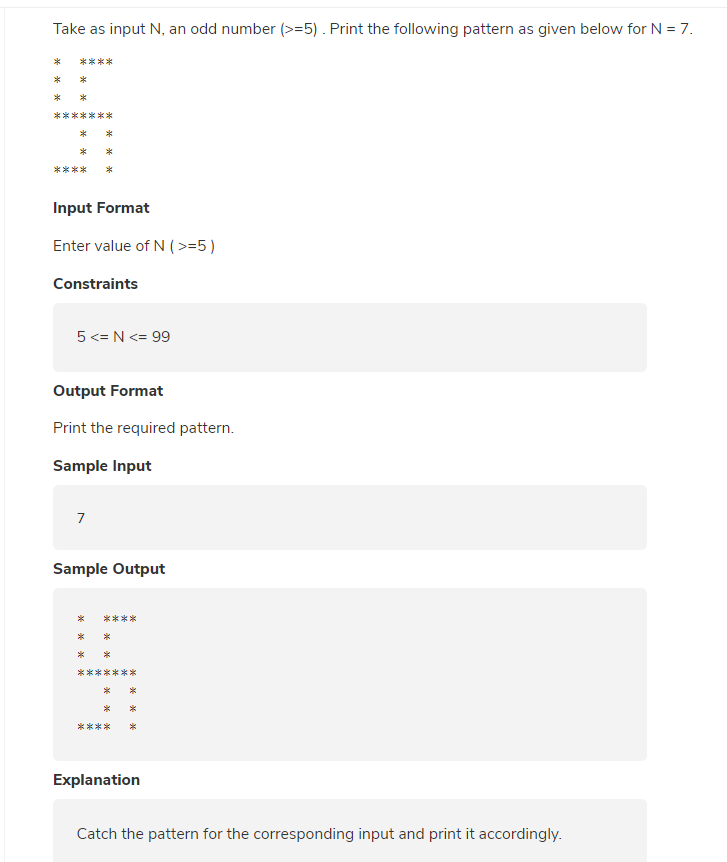 Take as input N, an odd number (>=5) . Print the following pattern as given below for N = 7.
*  ****
*  *
*  *
*******
   *  *
   *  *
****  *
Input Format
Enter value of N ( >=5 )
Constraints
5 <= N <= 99
Output Format
Print the required pattern.
Sample Input
7
Sample Output
*  ****
*  *
*  *
*******
   *  *
   *  *
****  *
Explanation
Catch the pattern for the corresponding input and print it accordingly.